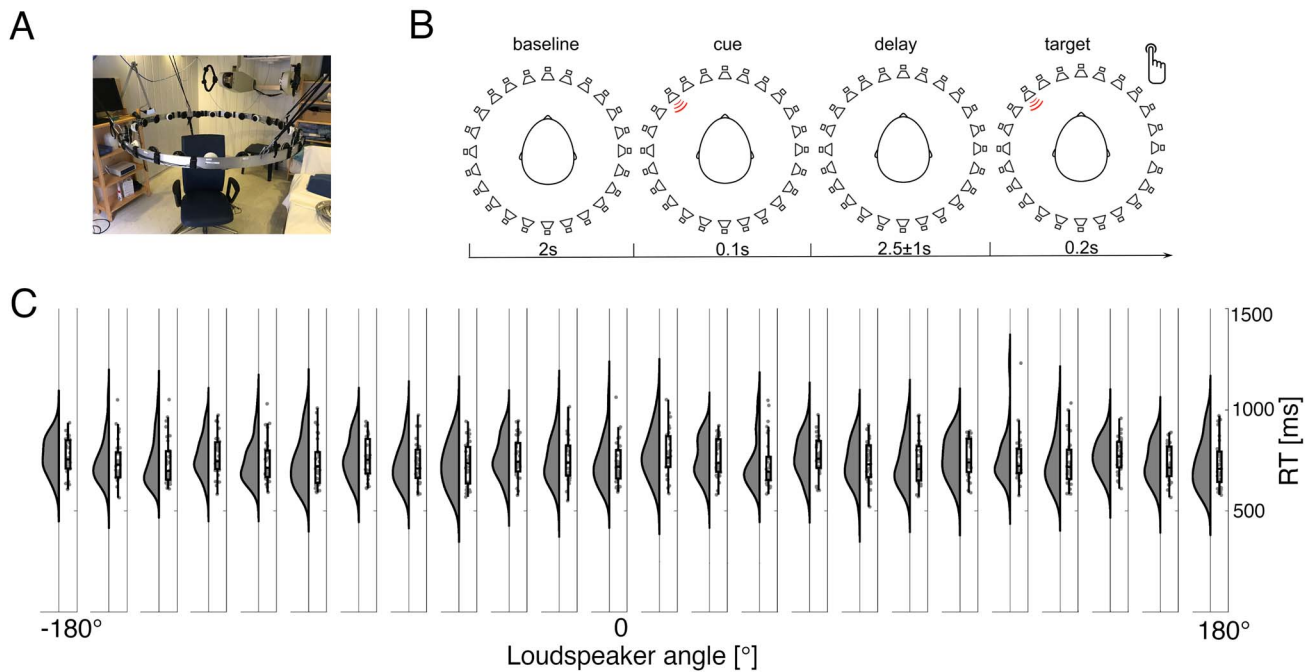 A
B
baseline cue delay target
2s 0.1s 2.5±1s 0.2s
C
1500
1000
500
RT [ms]
-180° 0 180°
Loudspeaker angle [°]